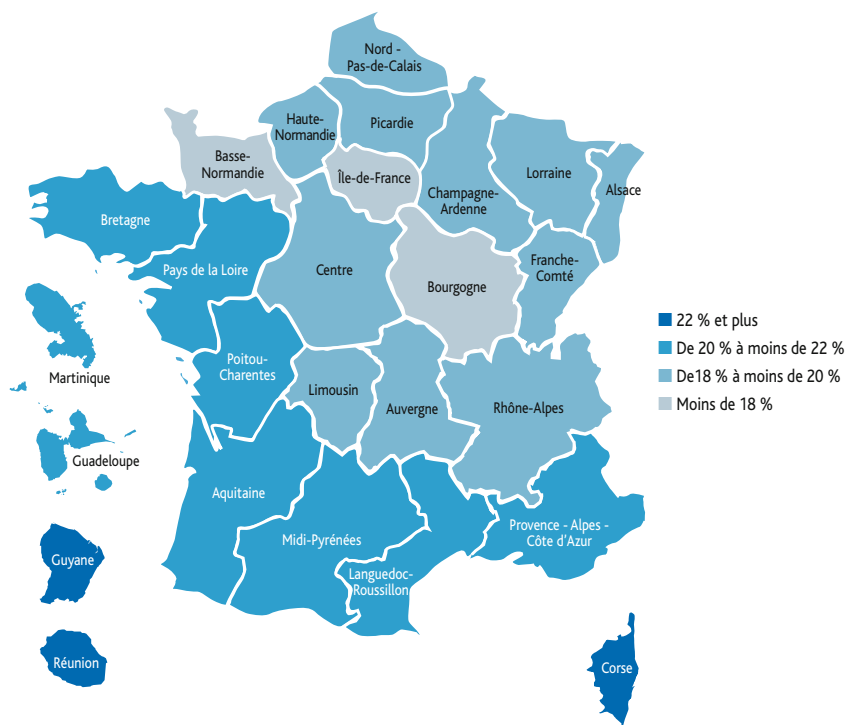 Nord -
Pas-de-Calais
Haute-
Normandie
Picardie
Basse-
Normandie
Île-de-France
Champagne-
Ardenne
Lorraine
Alsace
Bretagne
Pays de la Loire
Centre
Bourgogne
Franche-
Comté
Martinique
Poitou-
Charentes
Limousin
Auvergne
Rhône-Alpes
Guadeloupe
Aquitaine
Midi-Pyrénées
Languedoc-
Roussillon
Provence - Alpes -
Côte d'Azur
Guyane
Réunion
Corse
22 % et plus
De 20 % à moins de 22 %
De18 % à moins de 20 %
Moins de 18 %